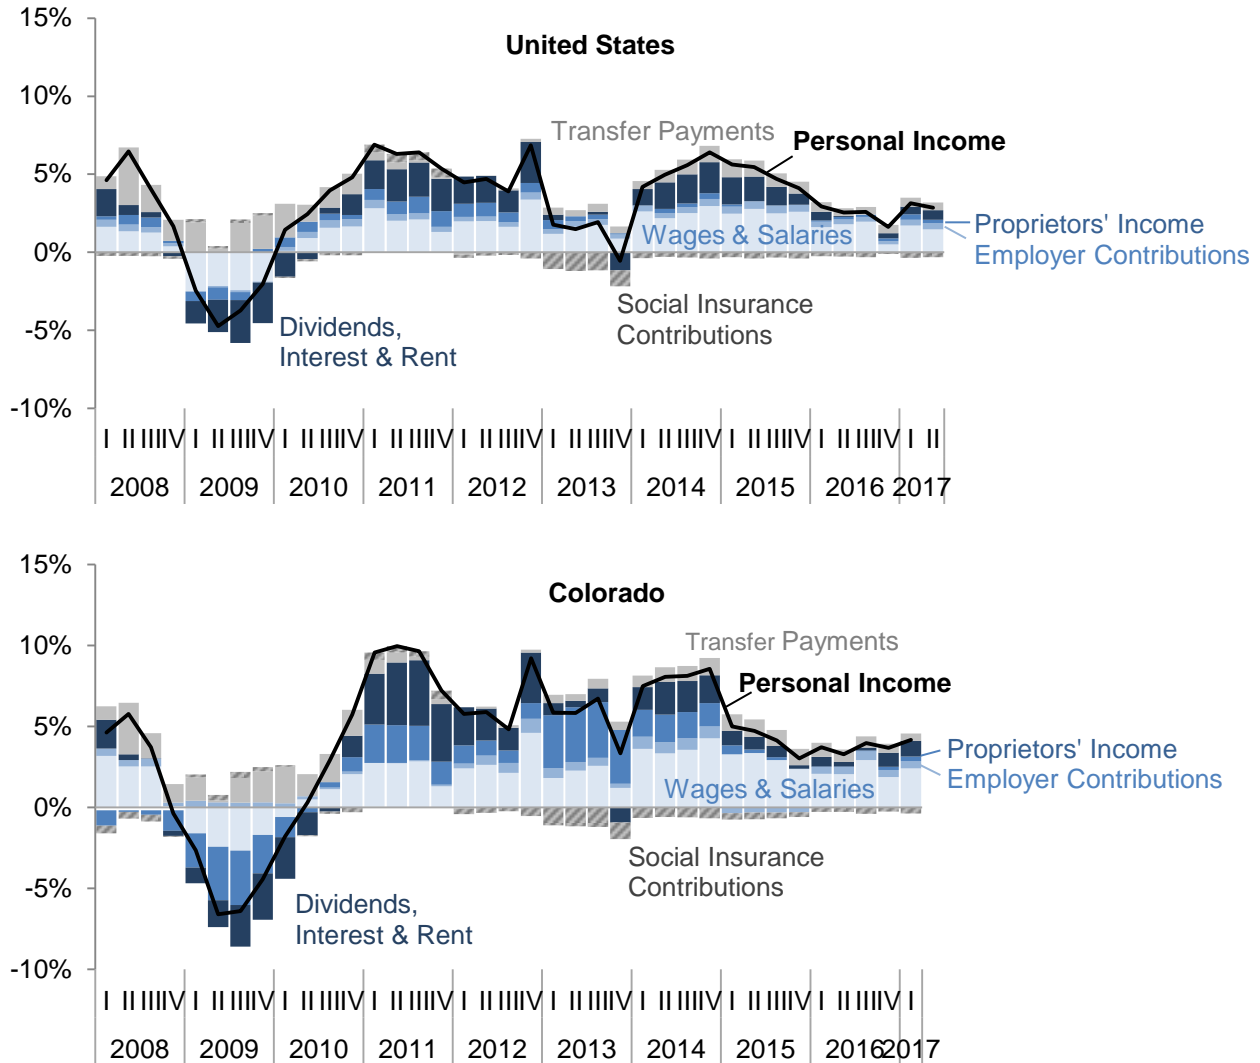 15%
United States
10%
Transfer Payments
Personal Income
5%
Proprietors' Income
Wages & Salaries
Employer Contributions
0%
Social Insurance
Contributions
Dividends,
Interest & Rent
-5%
-10%
I II III IV I II III IV I II III IV I II III IV I II III IV I II III IV I II III IV I II III IV I II III IV I II
2008 2009 2010 2011 2012 2013 2014 2015 2016 2017
15%
Colorado
10%
Transfer Payments
Personal Income
5%
Proprietors' Income
Wages & Salaries
Employer Contributions
0%
Social Insurance
Contributions
Dividends,
Interest & Rent
-5%
-10%
I II III IV I II III IV I II III IV I II III IV I II III IV I II III IV I II III IV I II III IV I II III IV I
2008 2009 2010 2011 2012 2013 2014 2015 2016 2017